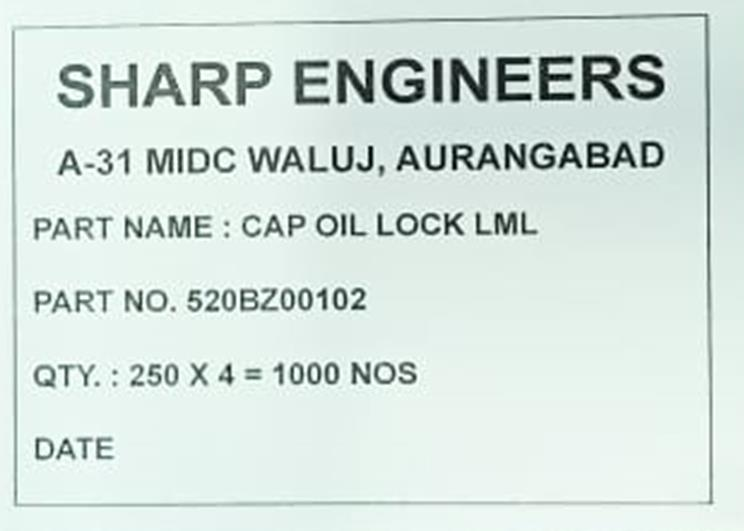 SHARP ENGINEERS
A-31 MIDC WALUJ, AURANGABAD
PART NAME : CAP OIL LOCK LML
PART NO. 520BZ00102
QTY. : 250 X 4 = 1000 NOS
DATE